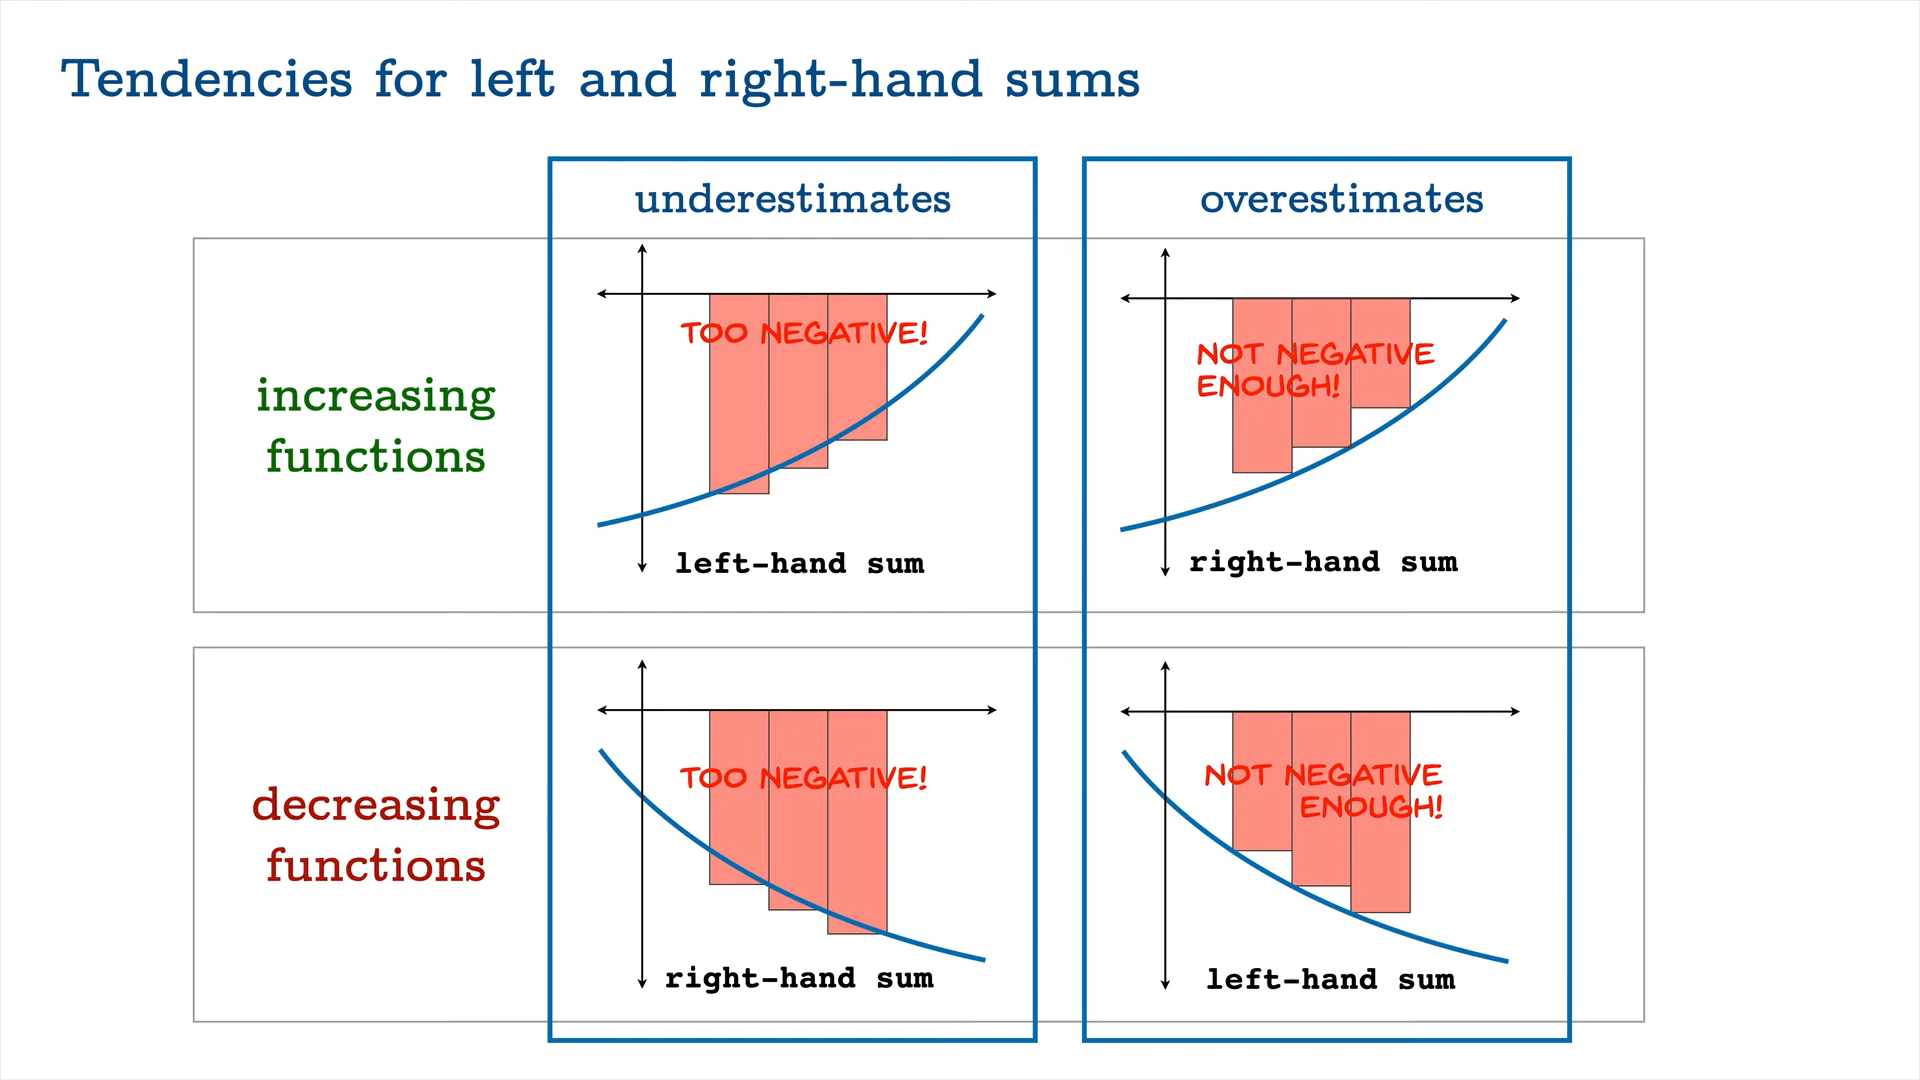 Tendencies for left and right-hand sums
underestimates
overestimates
increasing
functions
TOO NEGATIVE!
left-hand sum
NOT NEGATIVE
ENOUGH!
right-hand sum
decreasing
functions
TOO NEGATIVE!
right-hand sum
NOT NEGATIVE
ENOUGH!
left-hand sum